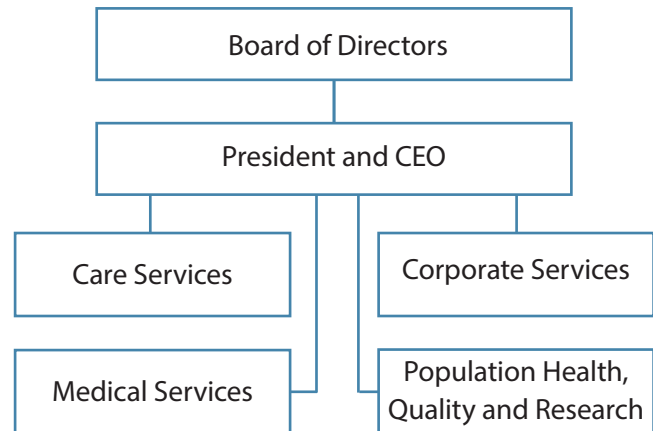 Board of Directors
President and CEO
Care Services
Corporate Services
Medical Services
Population Health,
Quality and Research